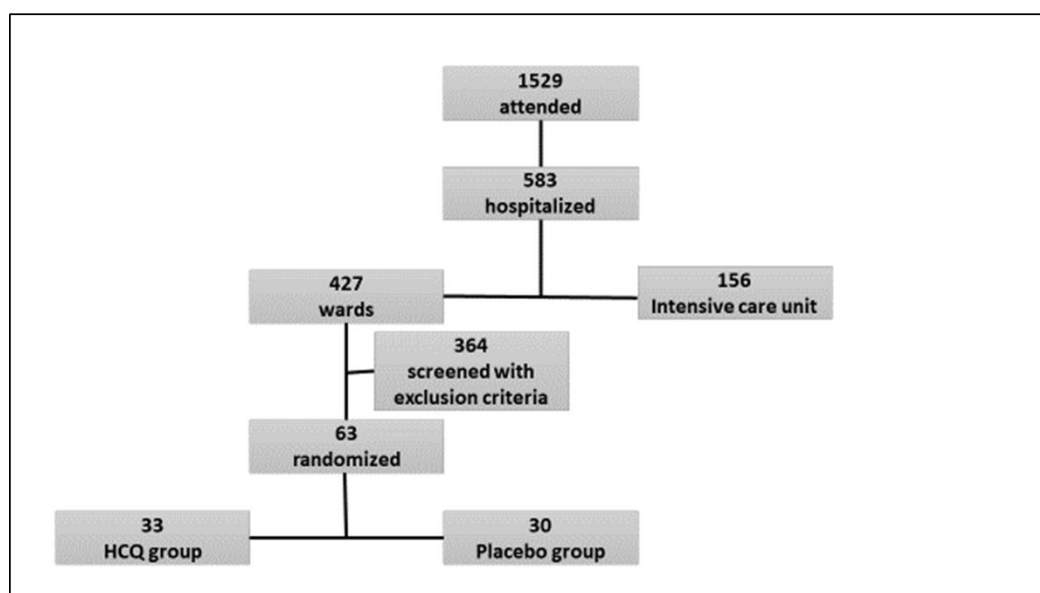 1529
attended
583
hospitalized
427
wards
156
Intensive care unit
364
screened with
exclusion criteria
63
randomized
33
HCQ group
30
Placebo group